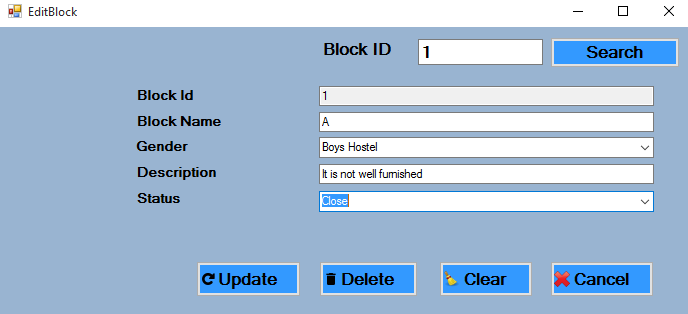 EditBlock
Block ID 1 Search
Block Id 1
Block Name A
Gender Boys Hostel
Description It is not well furnished
Status Close
Update Delete Clear Cancel